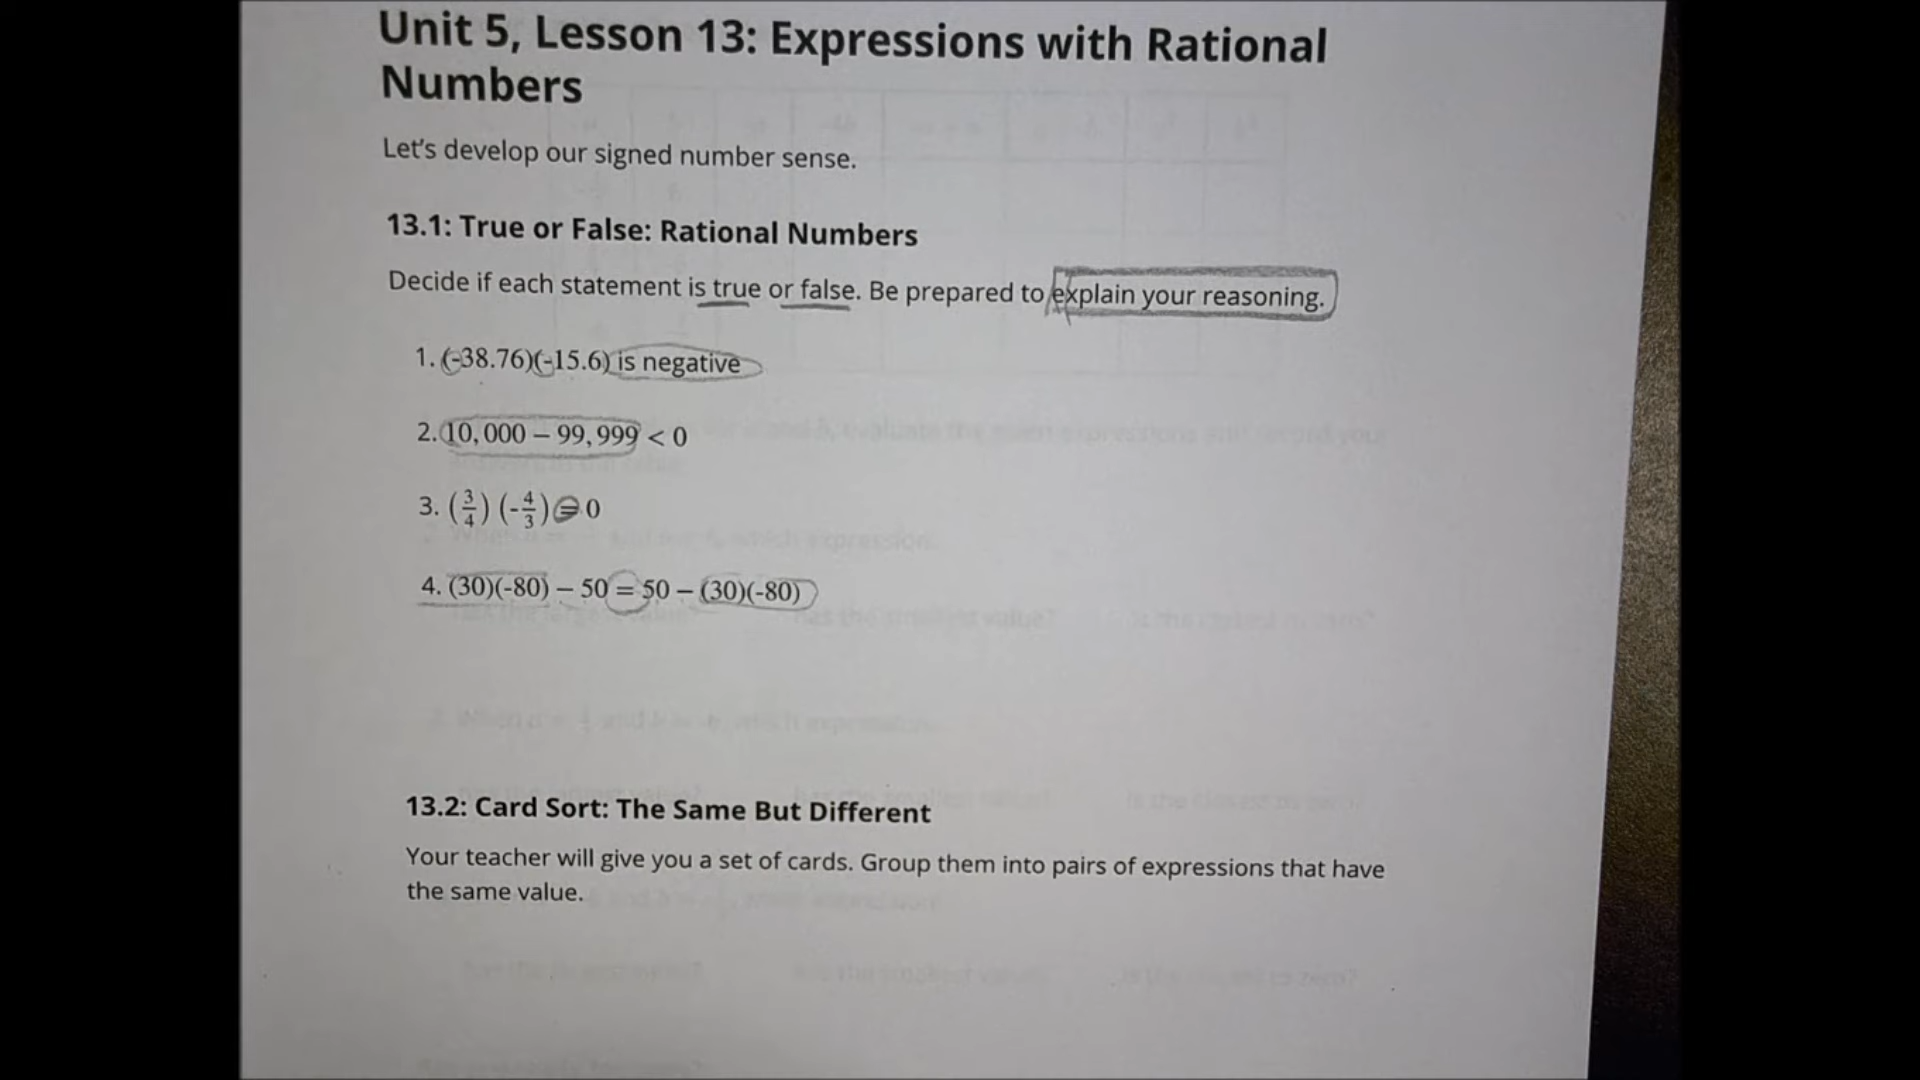 Unit 5, Lesson 13: Expressions with Rational
Numbers
Let's develop our signed number sense.
13.1: True or False: Rational Numbers
Decide if each statement is true or false. Be prepared to explain your reasoning.
1. (-38.76)(-15.6) is negative
2. 10,000 – 99,999 < 0
3. (3/4) (-4/3) = 0
4. (30)(-80) – 50 = 50 – (30)(-80)
13.2: Card Sort: The Same But Different
Your teacher will give you a set of cards. Group them into pairs of expressions that have
the same value.